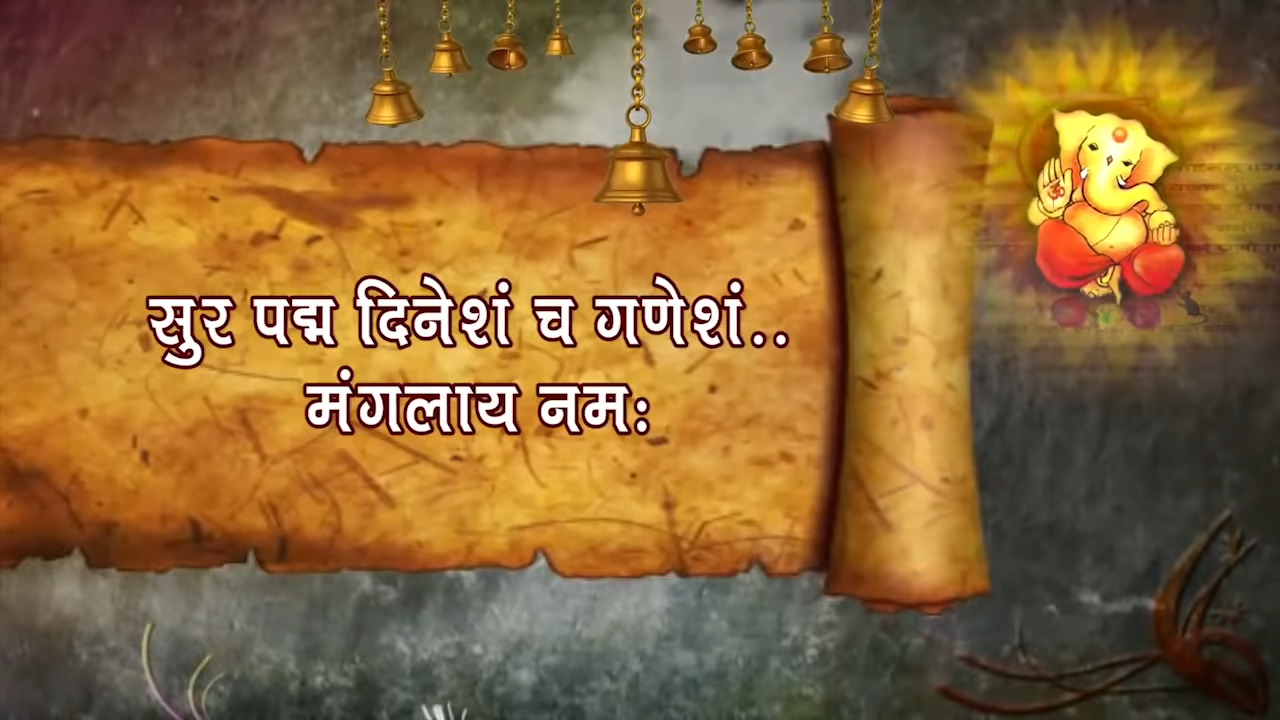 सुर पद्म दिनेशं च गणेशं..
मंगलाय नमः
ॐ